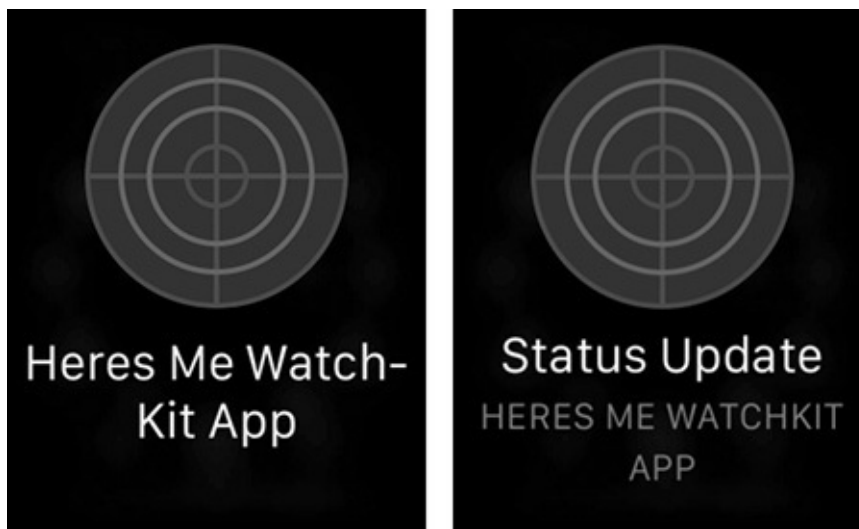 Heres Me Watch-
Kit App
Status Update
HERES ME WATCHKIT
APP